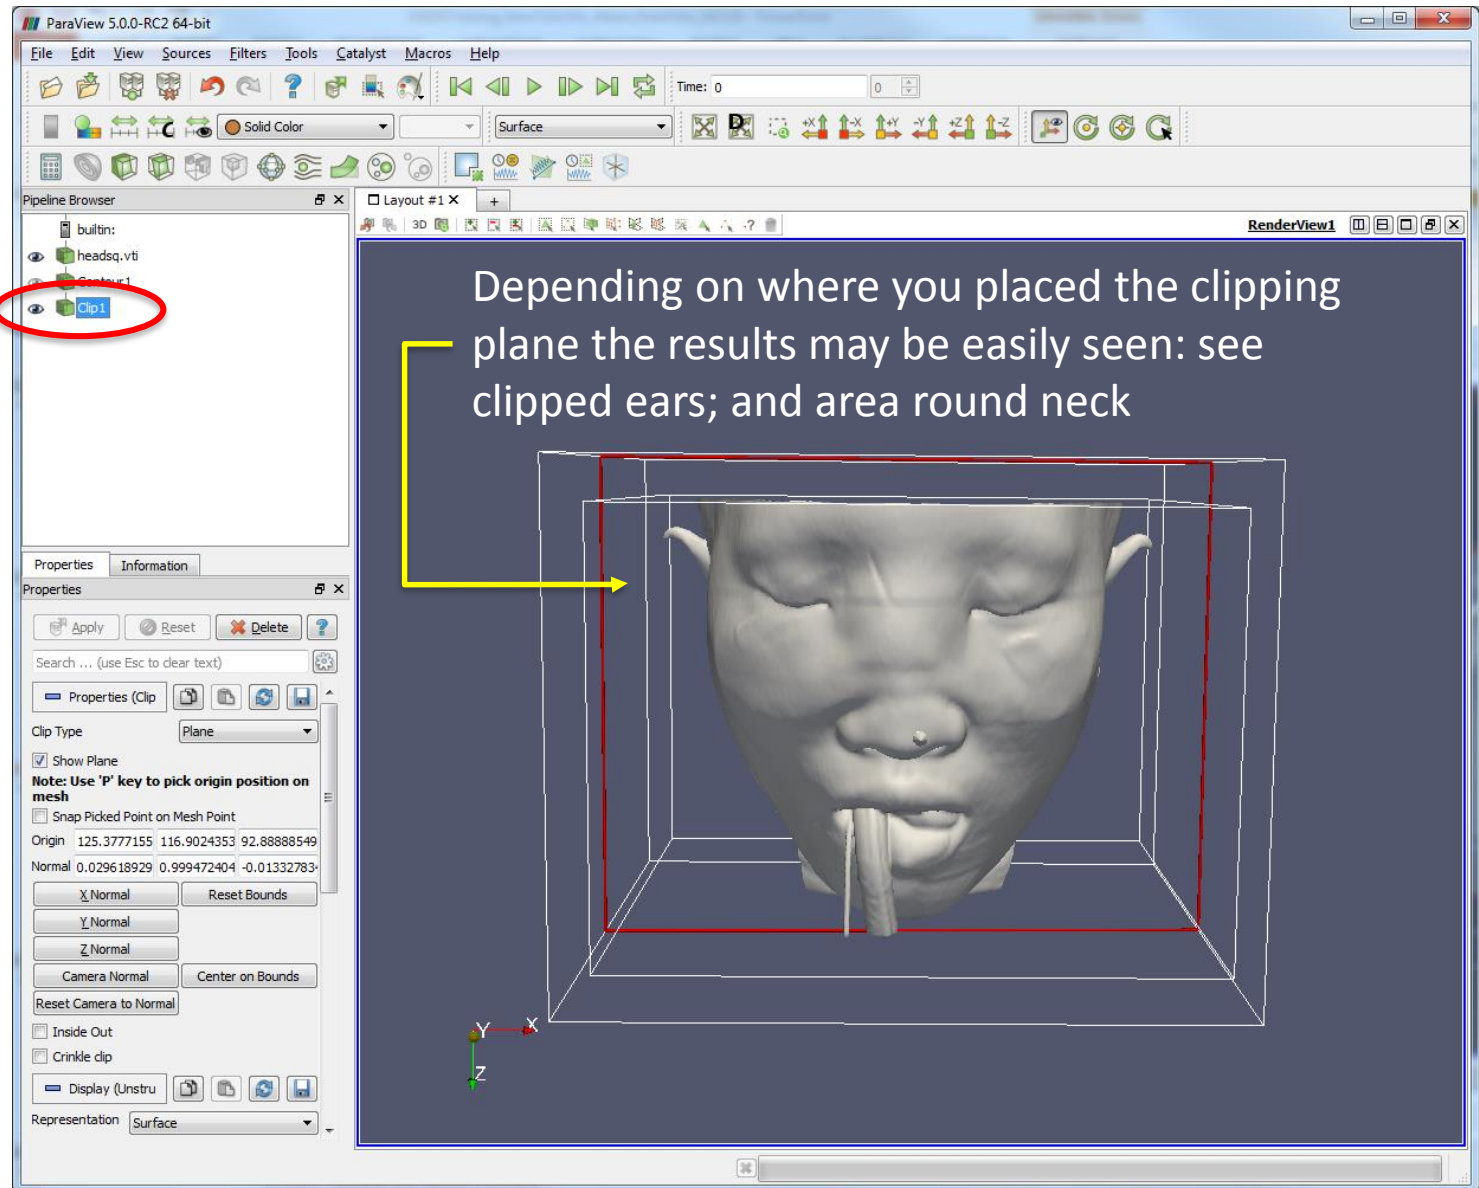 ParaView 5.0.0-RC2 64-bit
File Edit View Sources Filters Tools Catalyst Macros Help
Time: 0 0
Solid Color Surface
Pipeline Browser
Layout #1
+
builtin:
3D
RenderView1
headsq.vti
Contour1
Clip1
Depending on where you placed the clipping
plane the results may be easily seen: see
clipped ears; and area round neck
Properties Information
Properties
Apply Reset Delete ?
Search ... (use Esc to clear text)
Properties (Clip
Clip Type Plane
Show Plane
Note: Use 'P' key to pick origin position on
mesh
Snap Picked Point on Mesh Point
Origin 125.3777155 116.9024353 92.88888549
Normal 0.029618929 0.999472404 -0.01332783
X Normal Reset Bounds
Y Normal
Z Normal
Camera Normal Center on Bounds
Reset Camera to Normal
Inside Out
Crinkle clip
Display (Unstru
Representation Surface
Y X
Z